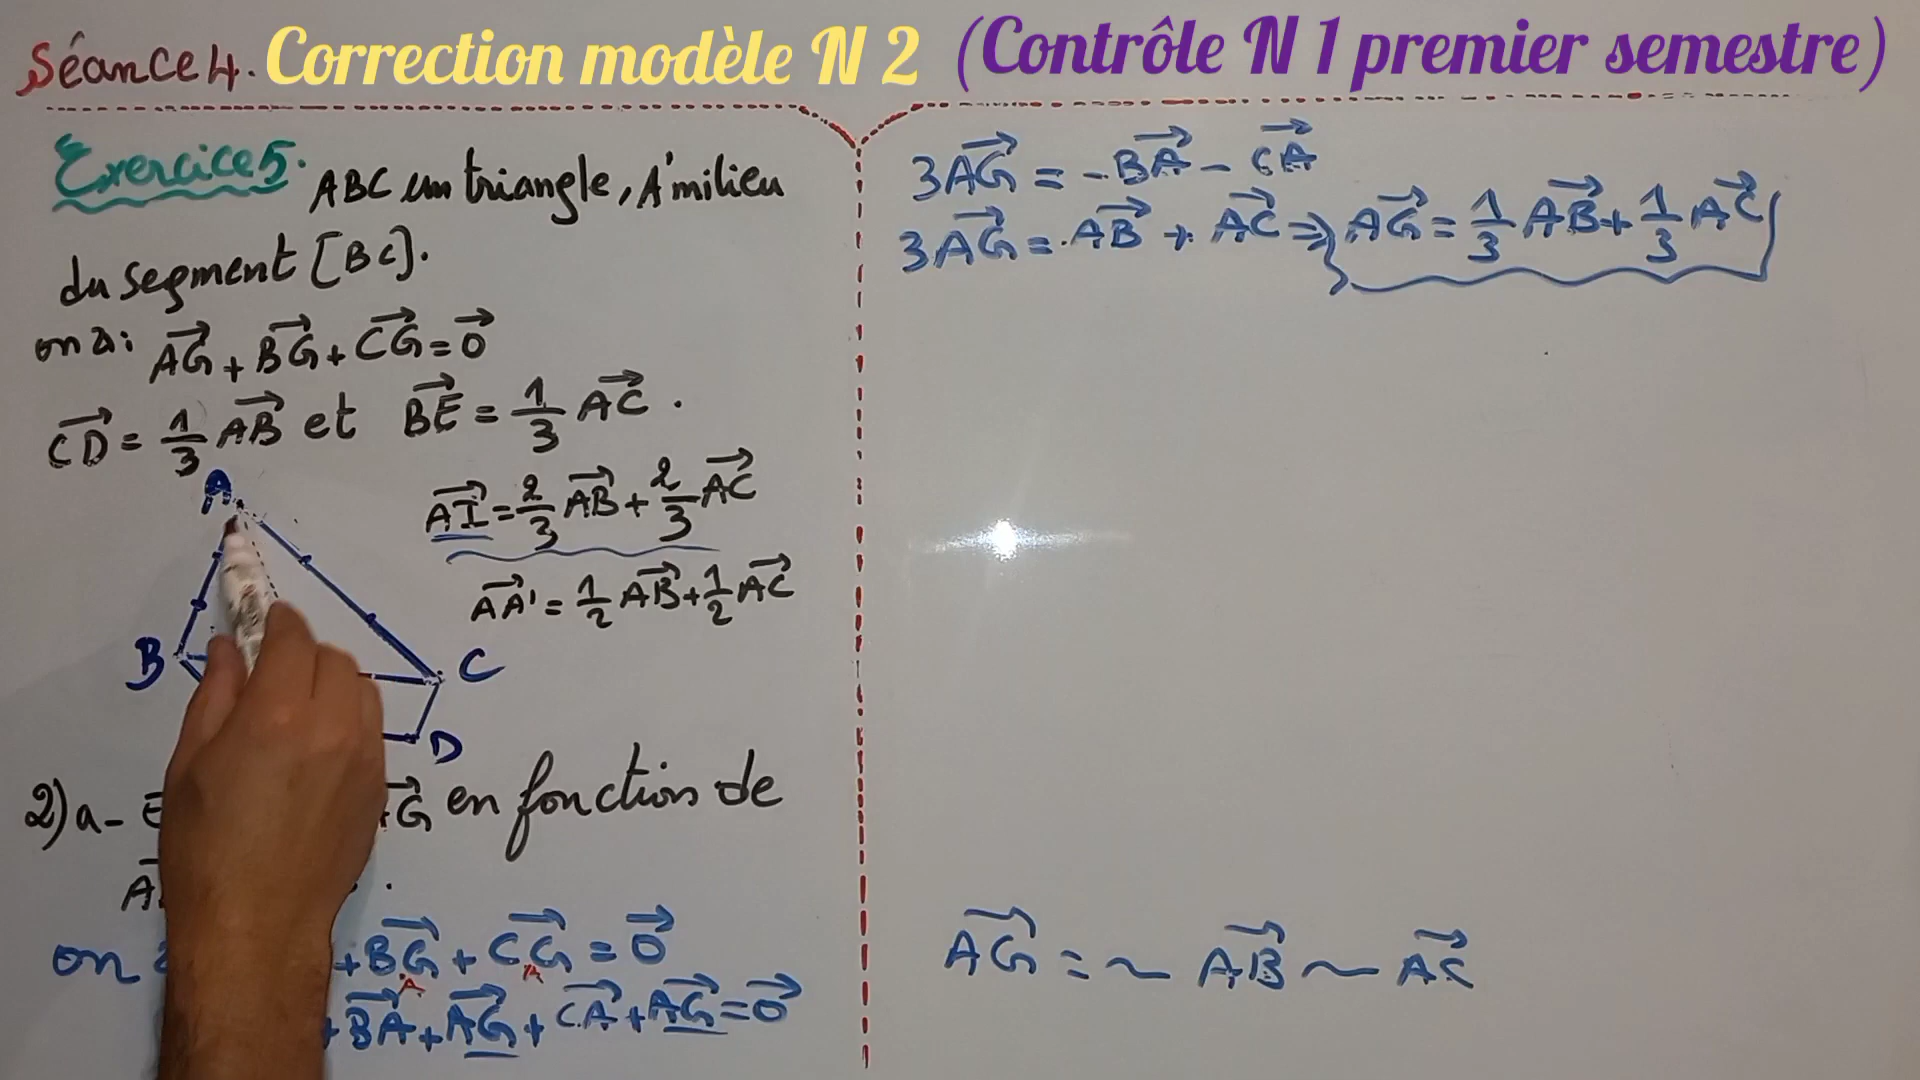 Séance 4. Correction modèle N 2 (Contrôle N 1 premier semestre)
Exercice 5. ABC un triangle, A' milieu
du segment [BC].
on a: AG + BG + CG = 0
CD = 1/3 AB et BE = 1/3 AC.
AI = 2/3 AB + 2/3 AC
AA' = 1/2 AB + 1/2 AC
A
B
C
D
2) a- G en fonction de
on + BG + CG = 0
A A
+ BA + AG + CA + AG = 0
3AG = -BA - CA
3AG = AB + AC ⇒ AG = 1/3 AB + 1/3 AC
AG = ~ AB ~ AC